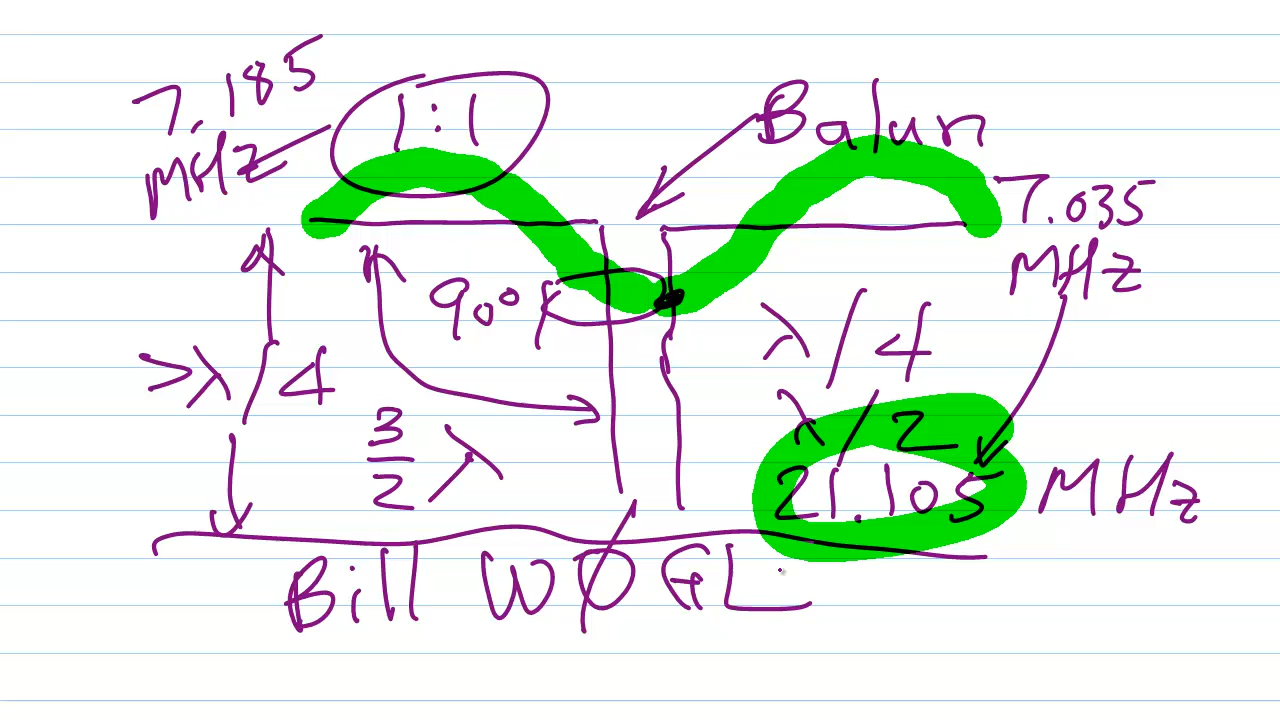 7.185 MHz
1:1
Balun
7.035 MHz
90°
>λ/4
λ/4
3/2 λ
λ/2
21.105 MHz
Bill WØ